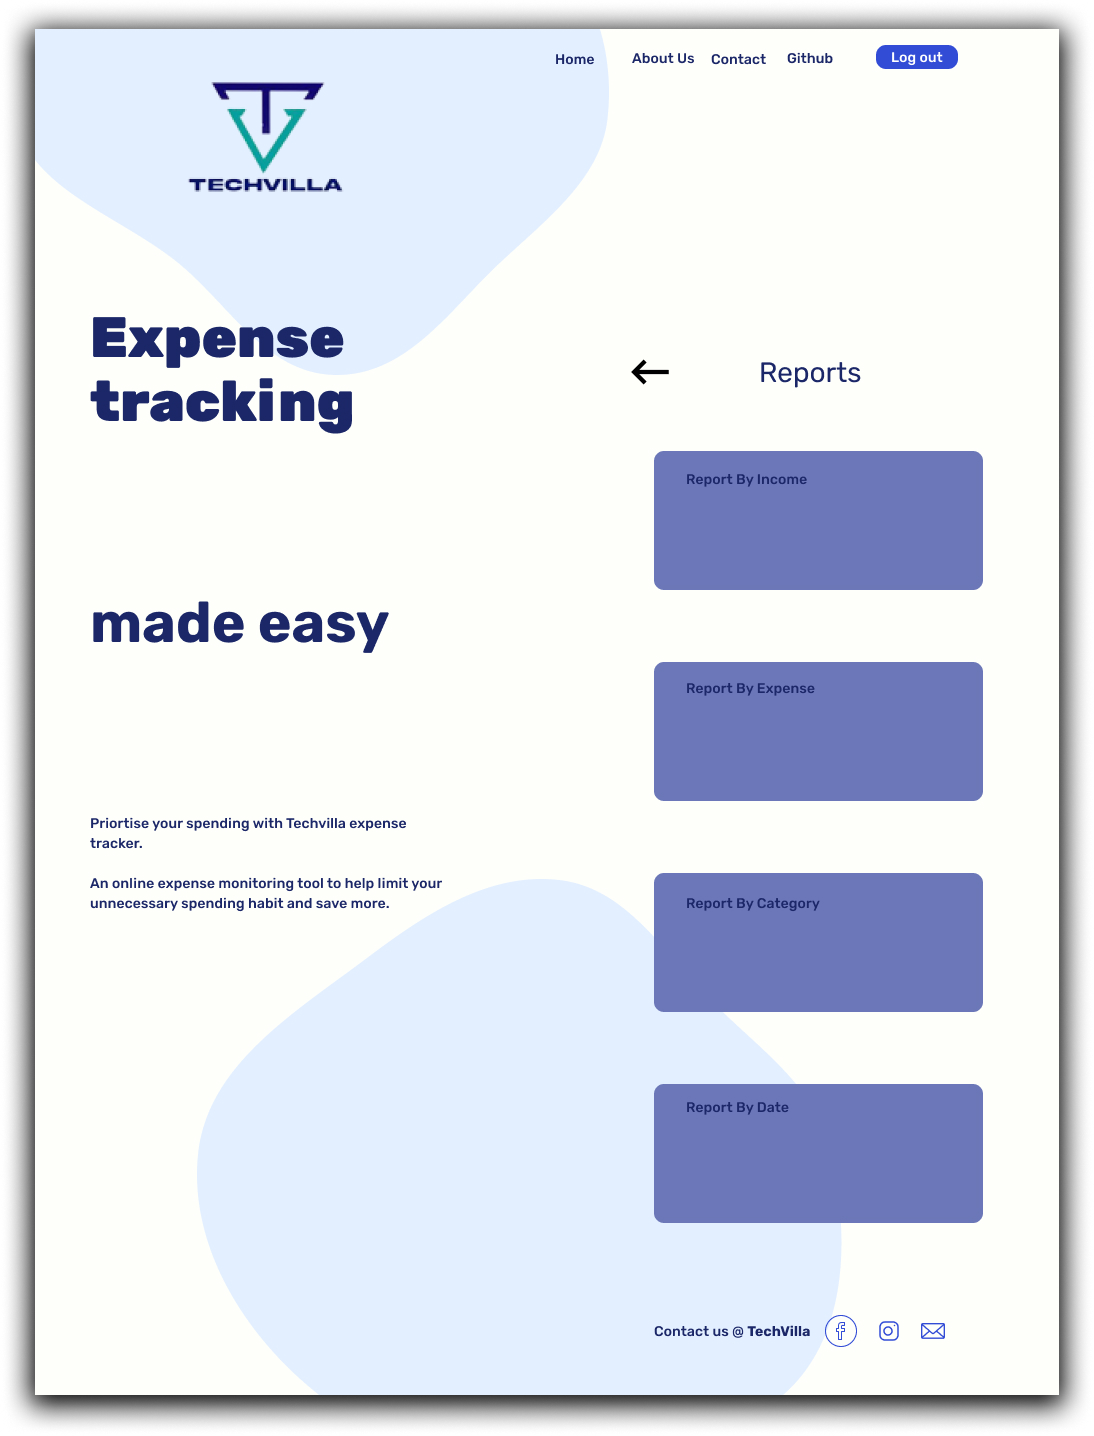 Home
About Us
Contact
Github
Log out
TECHVILLA
Expense
tracking
made easy
Priortise your spending with Techvilla expense
tracker.
An online expense monitoring tool to help limit your
unnecessary spending habit and save more.
Reports
Report By Income
Report By Expense
Report By Category
Report By Date
Contact us @ TechVilla